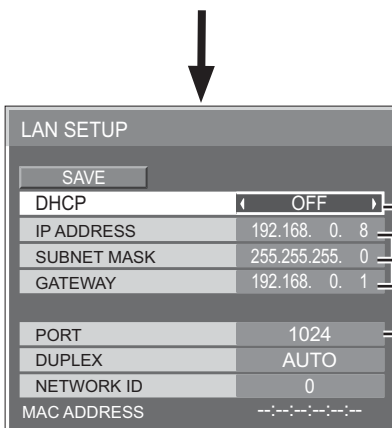 LAN SETUP
SAVE
DHCP OFF
IP ADDRESS 192.168. 0. 8
SUBNET MASK 255.255.255. 0
GATEWAY 192.168. 0. 1
PORT 1024
DUPLEX AUTO
NETWORK ID 0
MAC ADDRESS --:--:--:--:--:--